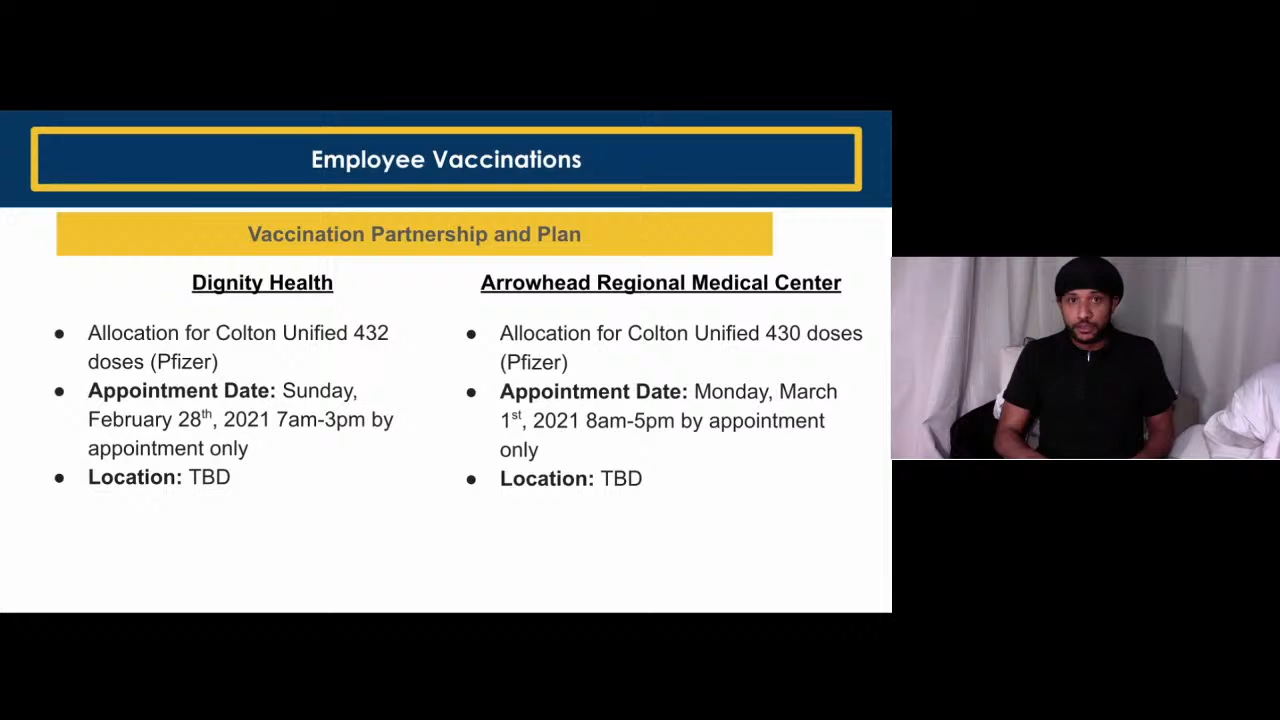 Employee Vaccinations
Vaccination Partnership and Plan
Dignity Health
● Allocation for Colton Unified 432
doses (Pfizer)
● Appointment Date: Sunday,
February 28th, 2021 7am-3pm by
appointment only
● Location: TBD
Arrowhead Regional Medical Center
● Allocation for Colton Unified 430 doses
(Pfizer)
● Appointment Date: Monday, March
1st, 2021 8am-5pm by appointment
only
● Location: TBD